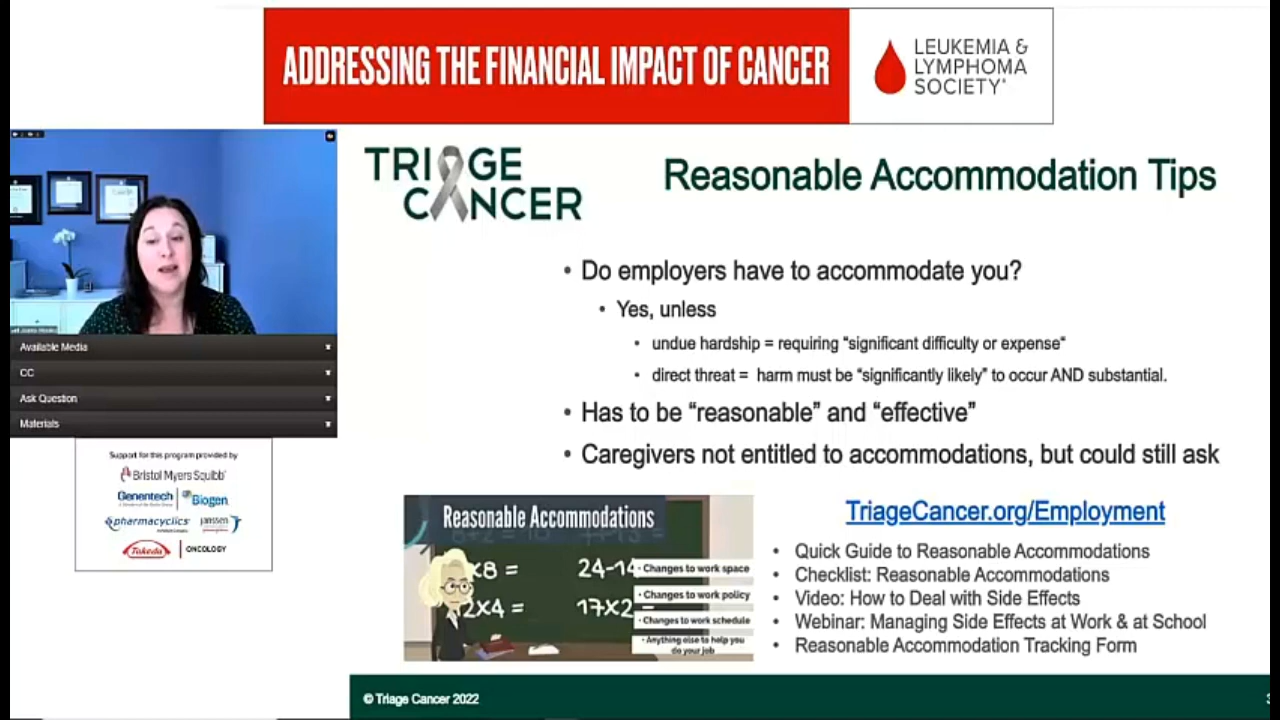 ADDRESSING THE FINANCIAL IMPACT OF CANCER
LEUKEMIA &
LYMPHOMA
SOCIETY®
TRIAGE
CANCER
Reasonable Accommodation Tips
• Do employers have to accommodate you?
• Yes, unless
• undue hardship = requiring “significant difficulty or expense“
• direct threat = harm must be “significantly likely” to occur AND substantial.
• Has to be “reasonable” and “effective”
• Caregivers not entitled to accommodations, but could still ask
Available Media
CC
Ask Question
Materials
Support for this program provided by
Bristol Myers Squibb™
Genentech
Biogen
pharmacyclics
janssen
Takeda
ONCOLOGY
Reasonable Accommodations
x8 =
24-14
2x4 =
17x2 =
• Changes to work space
• Changes to work policy
• Changes to work schedule
• Anything else to help you
do your job
TriageCancer.org/Employment
• Quick Guide to Reasonable Accommodations
• Checklist: Reasonable Accommodations
• Video: How to Deal with Side Effects
• Webinar: Managing Side Effects at Work & at School
• Reasonable Accommodation Tracking Form
© Triage Cancer 2022